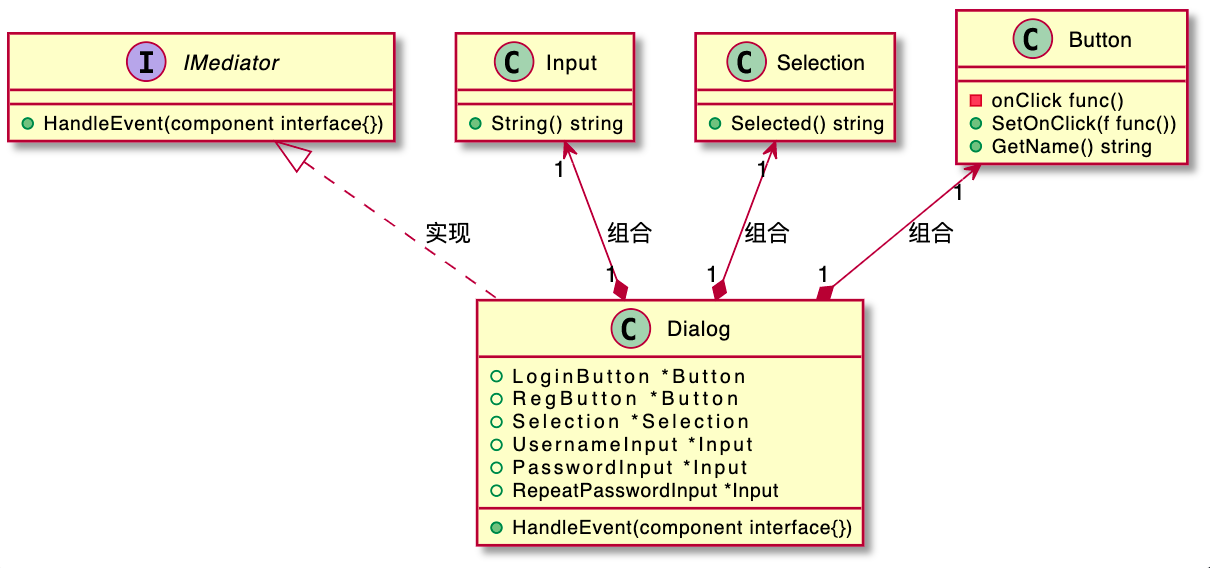 I IMediator
HandleEvent(component interface{})
C Input
String() string
C Selection
Selected() string
C Button
onClick func()
SetOnClick(f func())
GetName() string
1
1
1
实现
组合
组合
组合
1
1
1
C Dialog
LoginButton *Button
RegButton *Button
Selection *Selection
UsernameInput *Input
PasswordInput *Input
RepeatPasswordInput *Input
HandleEvent(component interface{})